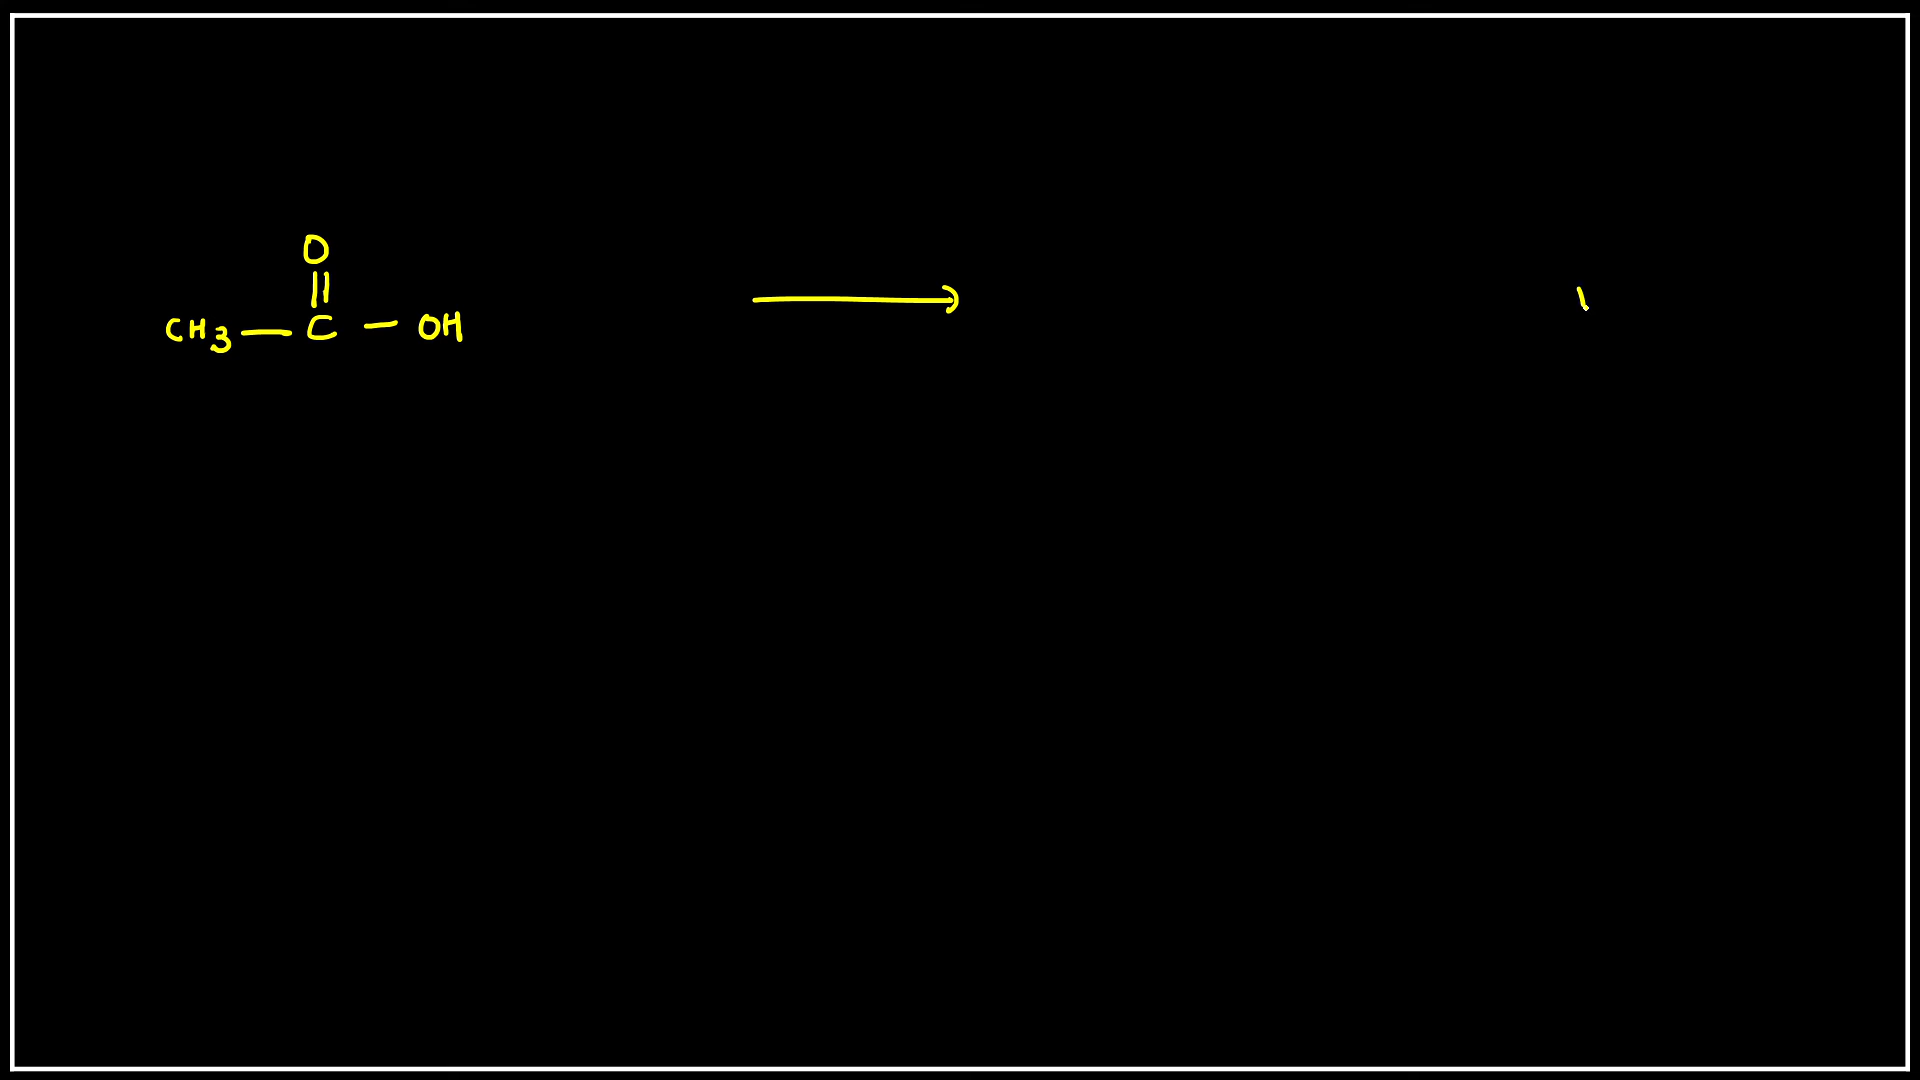 O
||
CH₃ — C – OH ⟶